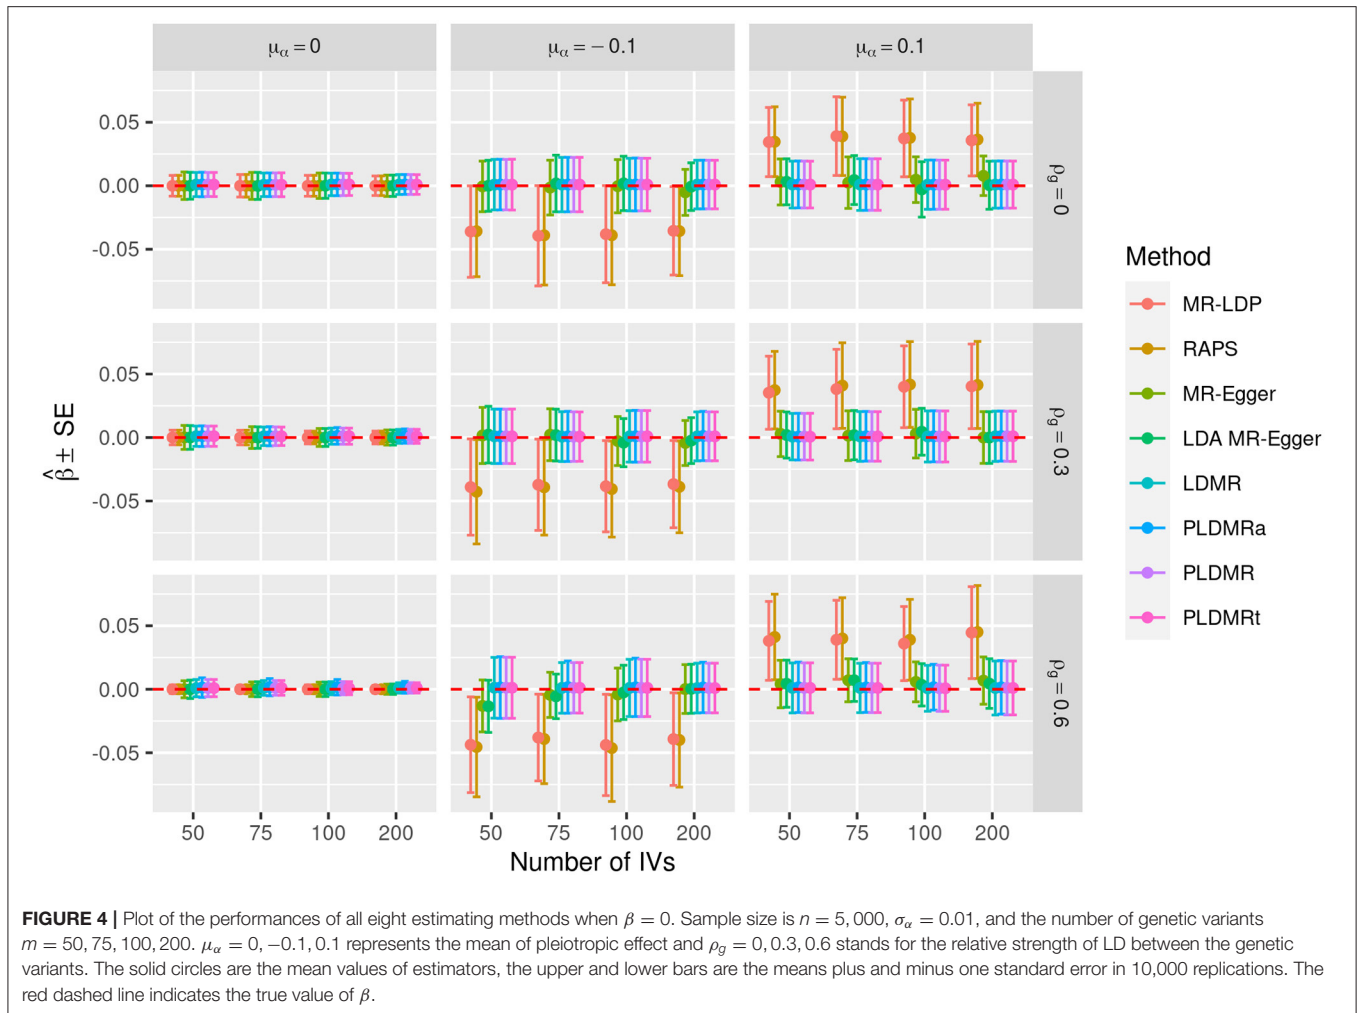 μα = 0
μα = − 0.1
μα = 0.1
0.05
0.00
-0.05
ρg = 0
0.05
0.00
-0.05
ρg = 0.3
0.05
0.00
-0.05
ρg = 0.6
β̂ ± SE
50 75 100 200
50 75 100 200
50 75 100 200
Number of IVs
Method
MR-LDP
RAPS
MR-Egger
LDA MR-Egger
LDMR
PLDMRa
PLDMR
PLDMRt
FIGURE 4 | Plot of the performances of all eight estimating methods when β = 0. Sample size is n = 5, 000, σα = 0.01, and the number of genetic variants
m = 50, 75, 100, 200. μα = 0, −0.1, 0.1 represents the mean of pleiotropic effect and ρg = 0, 0.3, 0.6 stands for the relative strength of LD between the genetic
variants. The solid circles are the mean values of estimators, the upper and lower bars are the means plus and minus one standard error in 10,000 replications. The
red dashed line indicates the true value of β.